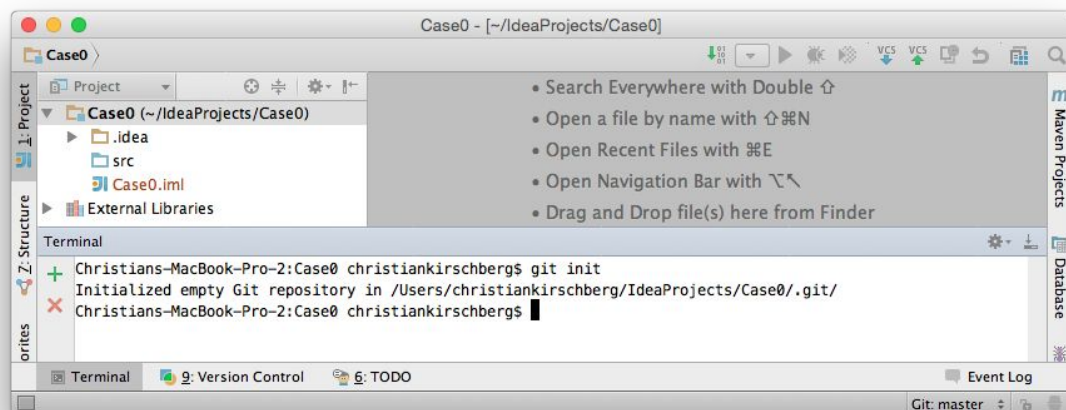 Case0 - [~/IdeaProjects/Case0]
Case0
VCS VCS
Project
1: Project
Case0 (~/IdeaProjects/Case0)
.idea
src
Case0.iml
External Libraries
Z: Structure
• Search Everywhere with Double ⇧
• Open a file by name with ⇧⌘N
• Open Recent Files with ⌘E
• Open Navigation Bar with ⌥↖
• Drag and Drop file(s) here from Finder
m Maven Projects
Database
Terminal
Christians-MacBook-Pro-2:Case0 christiankirschberg$ git init
Initialized empty Git repository in /Users/christiankirschberg/IdeaProjects/Case0/.git/
Christians-MacBook-Pro-2:Case0 christiankirschberg$
orites
Terminal 9: Version Control 6: TODO Event Log
Git: master